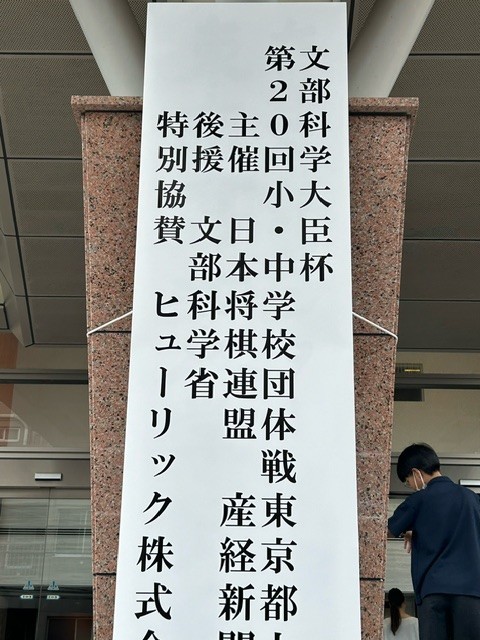 文部科学大臣杯
第20回小・中学校団体戦東京都
主催 日本将棋連盟 産経新聞
後援 文部科学省
特別協賛 ヒューリック株式会